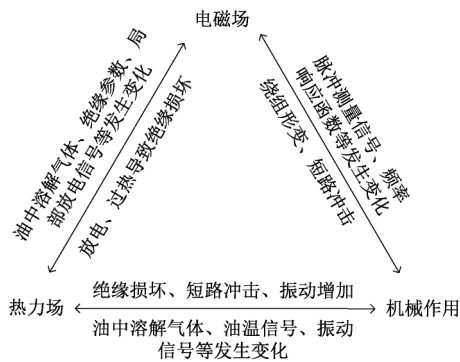 电磁场
油中溶解气体、绝缘参数、局
部放电信号等发生变化
放电、过热导致绝缘损坏
脉冲测量信号、频率
响应函数等发生变化
绕组形变、短路冲击
热力场
绝缘损坏、短路冲击、振动增加
机械作用
油中溶解气体、油温信号、振动
信号等发生变化